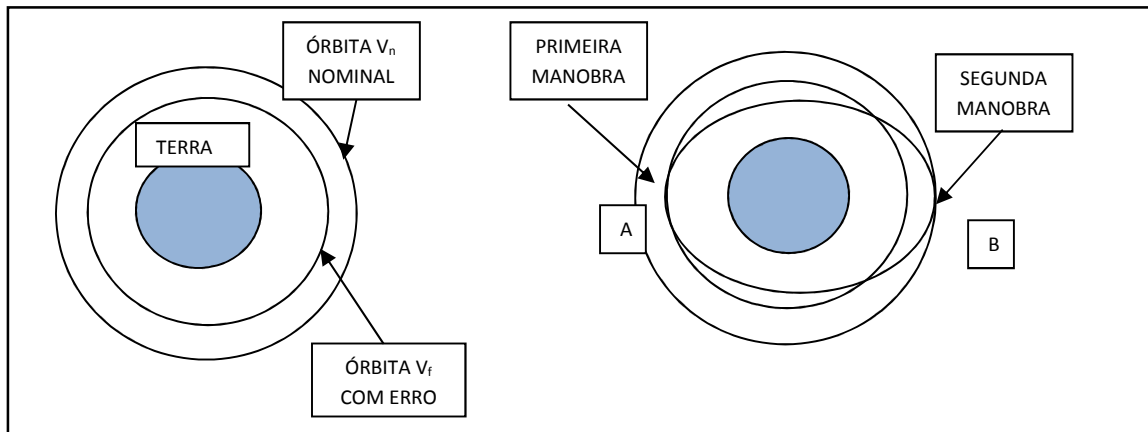 ÓRBITA Vn
NOMINAL
TERRA
ÓRBITA Vf
COM ERRO
PRIMEIRA
MANOBRA
SEGUNDA
MANOBRA
A
B